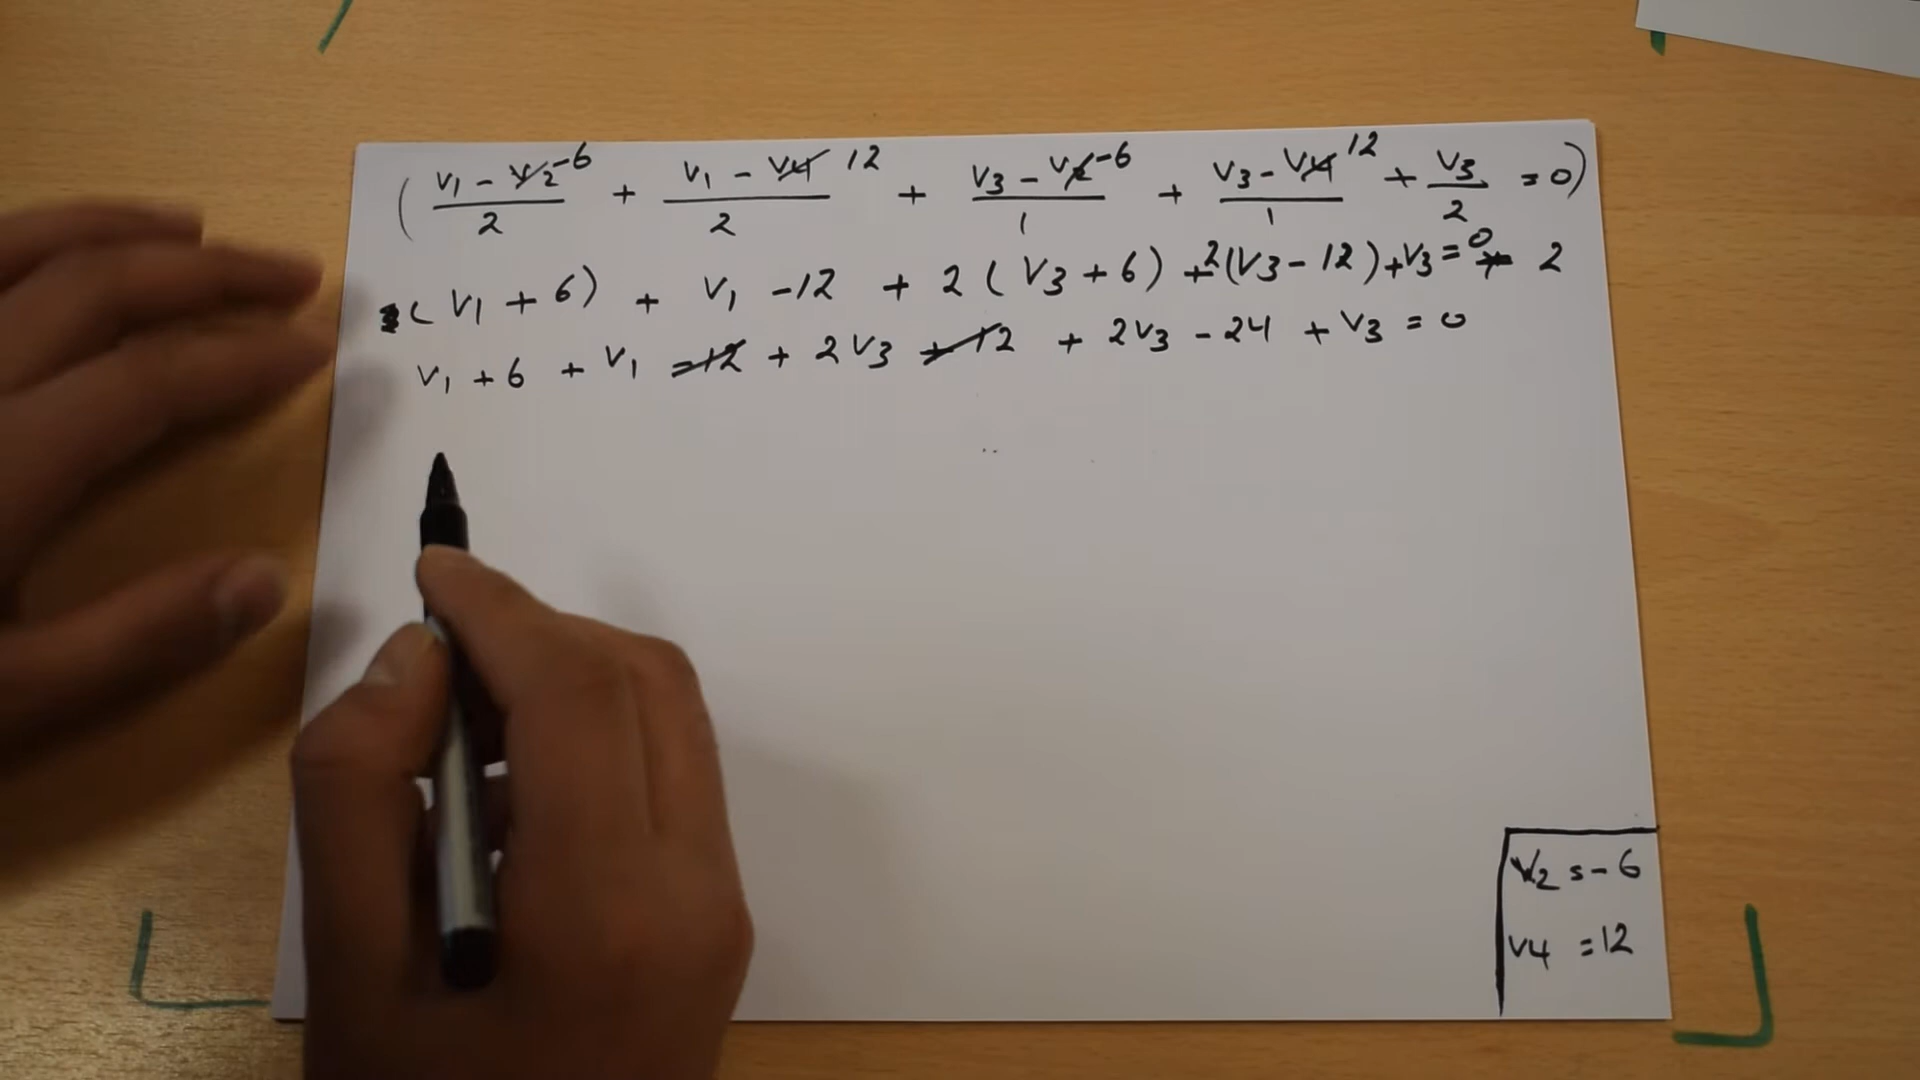 ( V1 - V2 -6 / 2 + V1 - V4 12 / 2 + V3 - V2 -6 / 1 + V3 - V4 12 / 1 + V3 / 2 = 0)
( V1 + 6) + V1 - 12 + 2 ( V3 + 6) + 2(V3 - 12) + V3 = 0 * 2
V1 + 6 + V1 - 12 + 2V3 + 12 + 2V3 - 24 + V3 = 0
V2 = - 6
V4 = 12